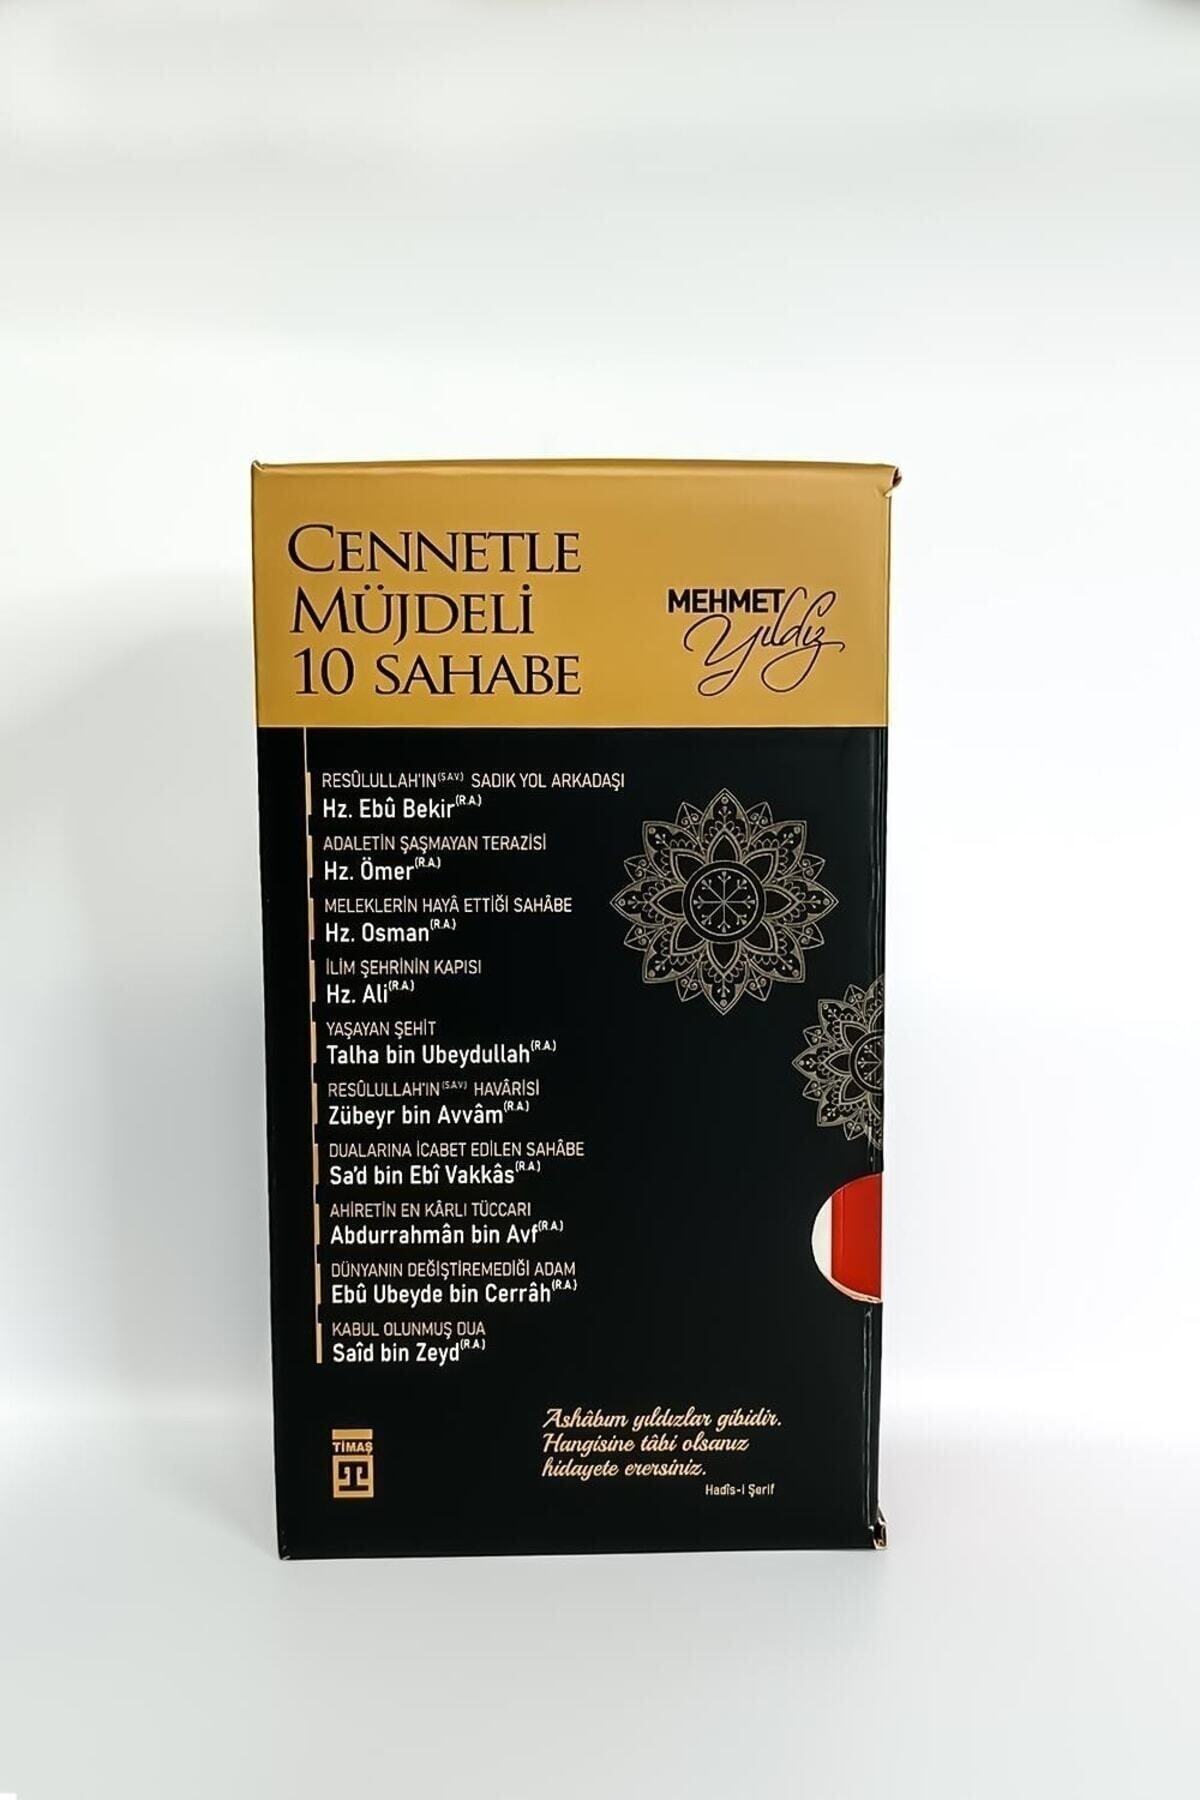 CENNETLE
MÜJDELİ
10 SAHABE
MEHMET
Yıldız
RESÛLULLAH'IN (S.A.V.) SADIK YOL ARKADAŞI
Hz. Ebû Bekir (R.A.)
ADALETİN ŞAŞMAYAN TERAZİSİ
Hz. Ömer (R.A.)
MELEKLERİN HAYÂ ETTİĞİ SAHÂBE
Hz. Osman (R.A.)
İLİM ŞEHRİNİN KAPISI
Hz. Ali (R.A.)
YAŞAYAN ŞEHİT
Talha bin Ubeydullah (R.A.)
RESÛLULLAH'IN (S.A.V.) HAVÂRİSİ
Zübeyr bin Avvâm (R.A.)
DUALARINA İCABET EDİLEN SAHÂBE
Sa'd bin Ebî Vakkâs (R.A.)
AHİRETİN EN KÂRLI TÜCCARI
Abdurrahmân bin Avf (R.A.)
DÜNYANIN DEĞİŞTİREMEDİĞİ ADAM
Ebû Ubeyde bin Cerrâh (R.A.)
KABUL OLUNMUŞ DUA
Saîd bin Zeyd (R.A.)
Ashâbım yıldızlar gibidir.
Hangisine tâbi olsanız
hidayete erersiniz.
Hadîs-i Şerif
TİMAŞ